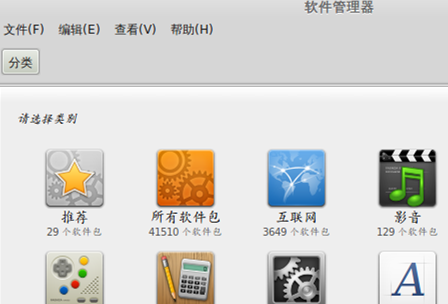 软件管理器
文件(F) 编辑(E) 查看(V) 帮助(H)
分类
请选择类别
推荐 所有软件包 互联网 影音
29 个软件包 41510 个软件包 3649 个软件包 129 个软件包
A